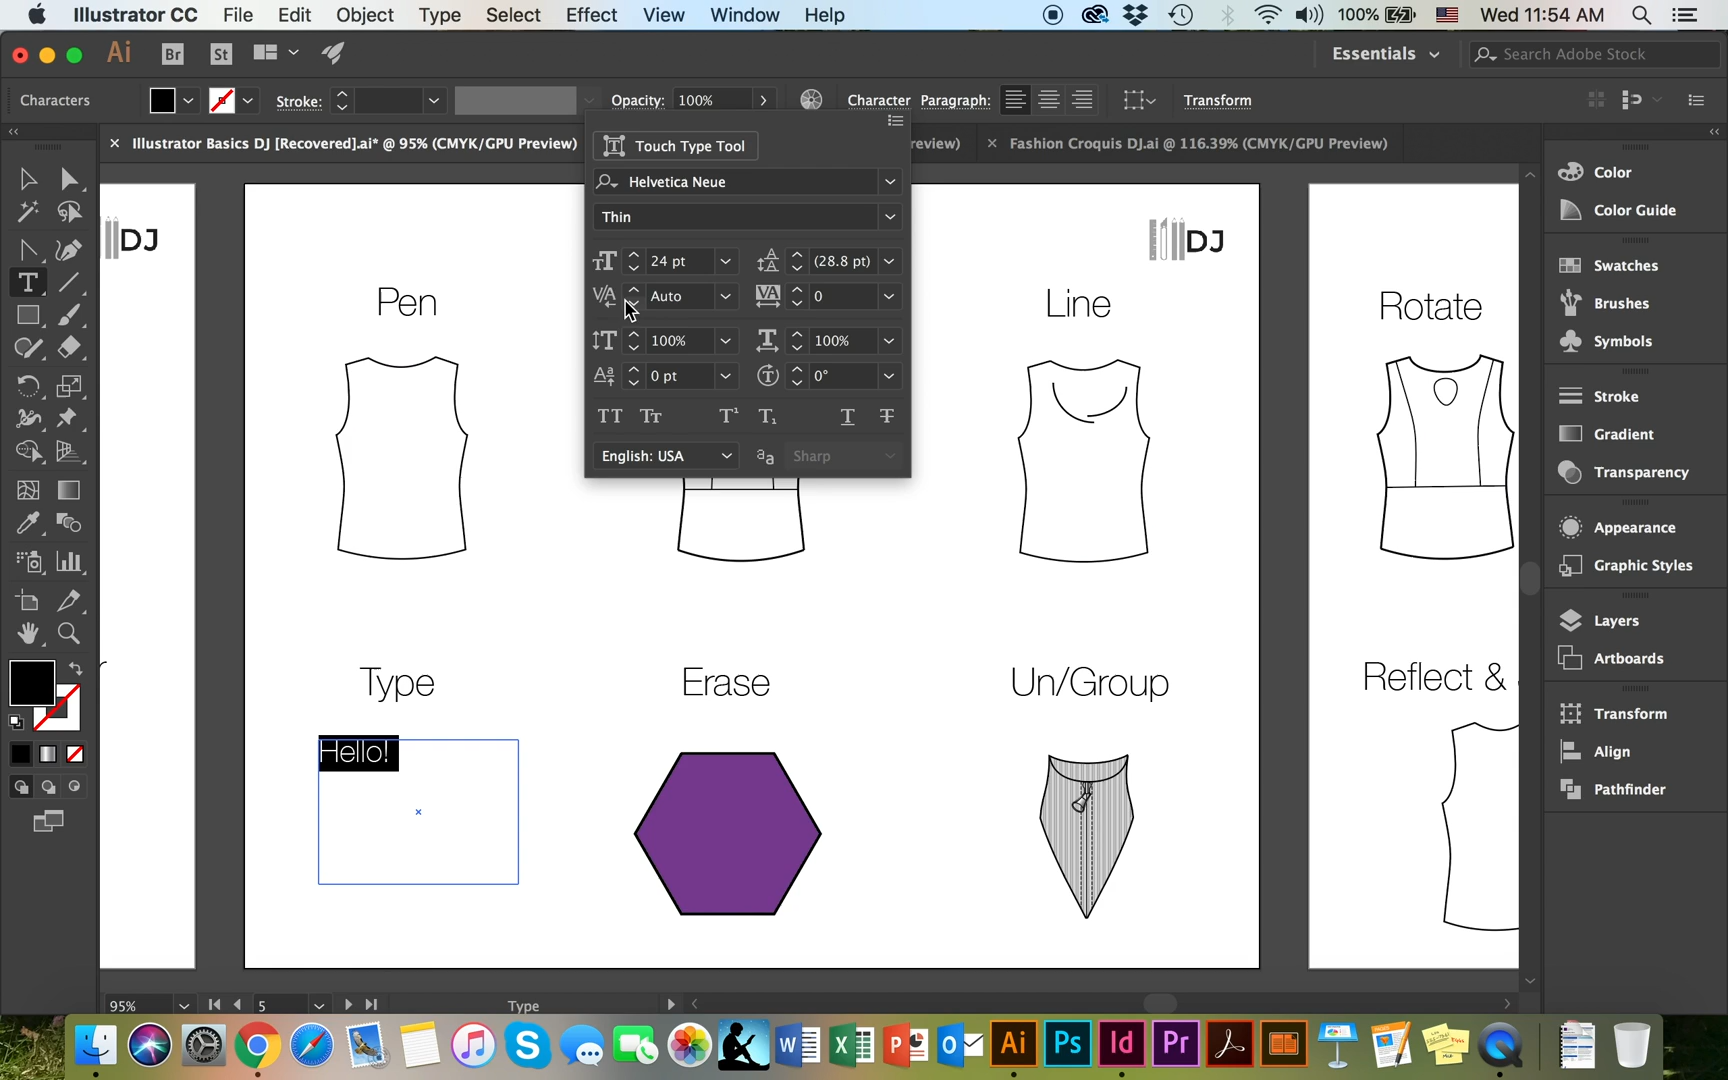 Illustrator CC File Edit Object Type Select Effect View Window Help 100% Wed 11:54 AM
Ai Br St Essentials Search Adobe Stock
Characters Stroke: Opacity: 100% Character Paragraph: Transform
Illustrator Basics DJ [Recovered].ai* @ 95% (CMYK/GPU Preview) review) Fashion Croquis DJ.ai @ 116.39% (CMYK/GPU Preview)
Touch Type Tool
Helvetica Neue
Thin
24 pt (28.8 pt)
Auto 0
100% 100%
0 pt 0°
English: USA Sharp
DJ
DJ
Pen
Line
Rotate
Type
Erase
Un/Group
Reflect &
Hello!
Color
Color Guide
Swatches
Brushes
Symbols
Stroke
Gradient
Transparency
Appearance
Graphic Styles
Layers
Artboards
Transform
Align
Pathfinder
95% 5 Type
W X P O Ai Ps Id Pr